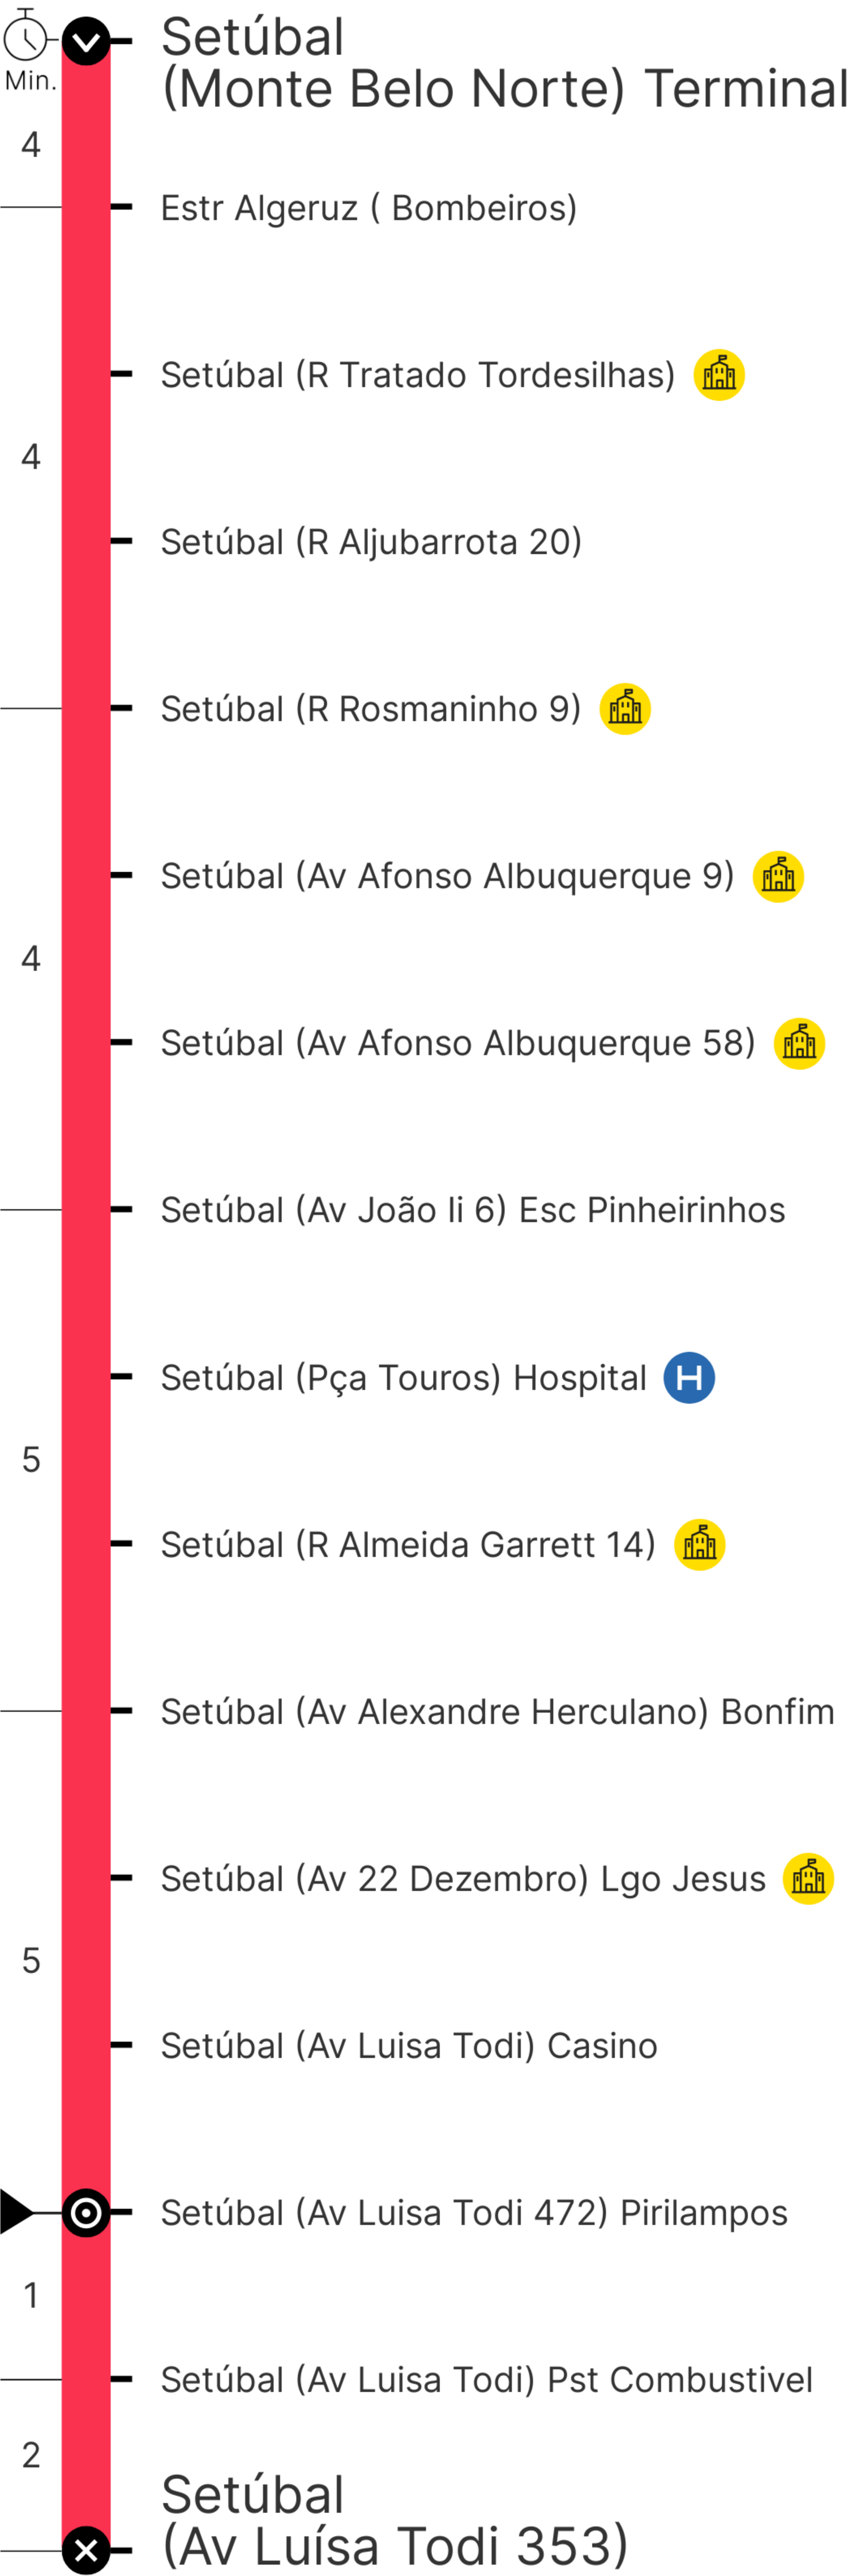 Setúbal
(Monte Belo Norte) Terminal
Min.
4
Estr Algeruz ( Bombeiros)
Setúbal (R Tratado Tordesilhas)
4
Setúbal (R Aljubarrota 20)
Setúbal (R Rosmaninho 9)
Setúbal (Av Afonso Albuquerque 9)
4
Setúbal (Av Afonso Albuquerque 58)
Setúbal (Av João Ii 6) Esc Pinheirinhos
Setúbal (Pça Touros) Hospital H
5
Setúbal (R Almeida Garrett 14)
Setúbal (Av Alexandre Herculano) Bonfim
Setúbal (Av 22 Dezembro) Lgo Jesus
5
Setúbal (Av Luisa Todi) Casino
Setúbal (Av Luisa Todi 472) Pirilampos
1
Setúbal (Av Luisa Todi) Pst Combustivel
2
Setúbal
(Av Luísa Todi 353)